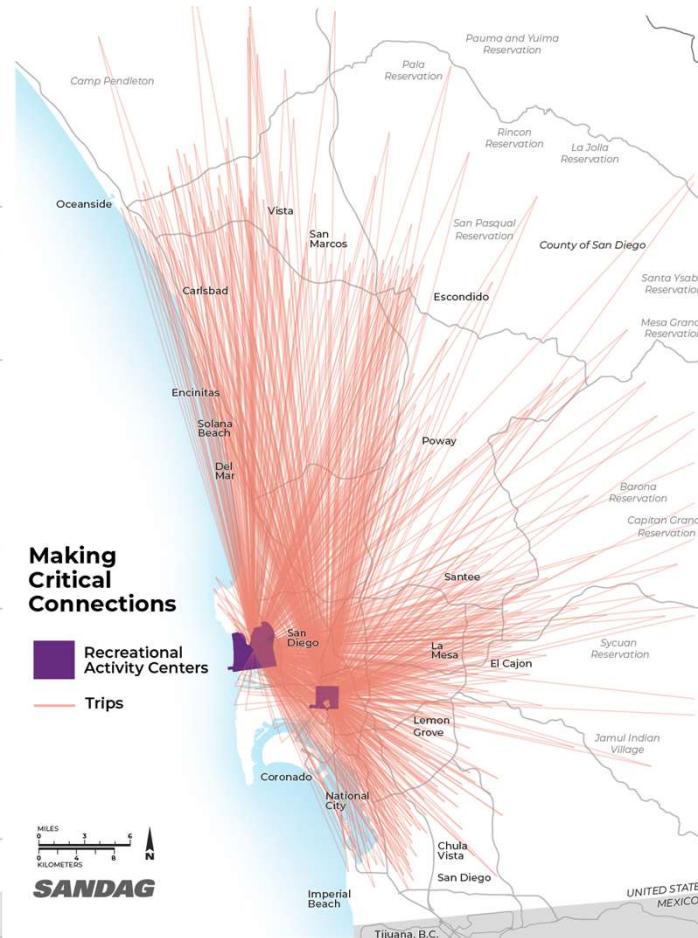 Pauma and Yuima
Reservation
Pala
Reservation
Camp Pendleton
Rincon
Reservation
La Jolla
Reservation
Oceanside
Vista
San
Marcos
San Pasqual
Reservation
County of San Diego
Santa Ysab
Reservation
Carlsbad
Escondido
Mesa Grand
Reservation
Encinitas
Solana
Beach
Poway
Del
Mar
Barona
Reservation
Capitan Grand
Reservation
Making
Critical
Connections
Santee
San
Diego
Recreational
Activity Centers
La
Mesa
El Cajon
Sycuan
Reservation
Trips
Lemon
Grove
Jamul Indian
Village
Coronado
National
City
MILES
0 3 6
0 4 8
KILOMETERS
N
Chula
Vista
San Diego
SANDAG
Imperial
Beach
UNITED STATE
MEXICO
Tijuana, B.C.